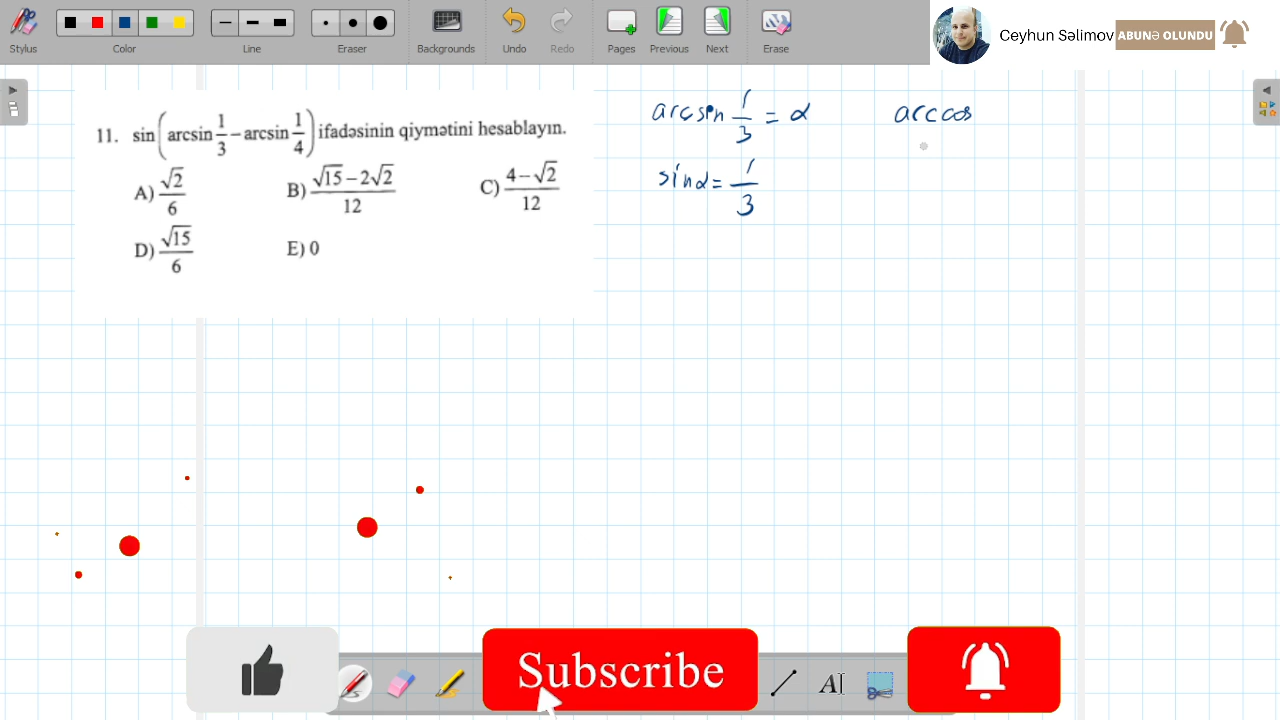 Stylus Color Line Eraser Backgrounds Undo Redo Pages Previous Next Erase
Ceyhun Səlimov ABUNƏ OLUNDU
11. sin(arcsin 1/3 − arcsin 1/4) ifadəsinin qiymətini hesablayın.
A) √2/6 B) (√15 − 2√2)/12 C) (4 − √2)/12
D) √15/6 E) 0
arcsin 1/3 = α arccos
sinα = 1/3
Subscribe
AI